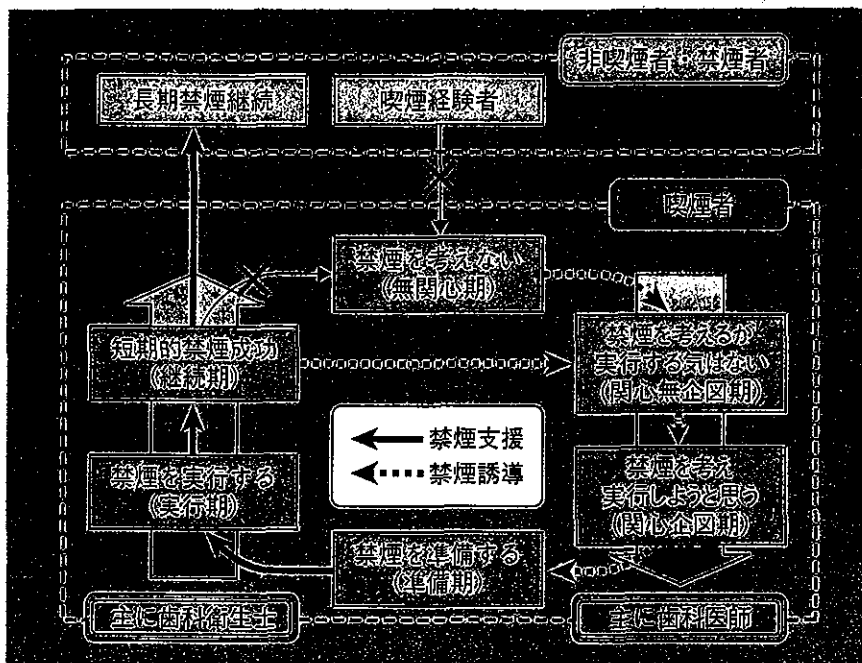 非喫煙者・禁煙者
長期禁煙継続
喫煙経験者
喫煙者
禁煙を考えない
(無関心期)
短期的禁煙成功
(継続期)
禁煙を考えるが
実行する気はない
(関心無企図期)
禁煙支援
禁煙誘導
禁煙を実行する
(実行期)
禁煙を考え
実行しようと思う
(関心企図期)
禁煙を準備する
(準備期)
主に歯科衛生士
主に歯科医師